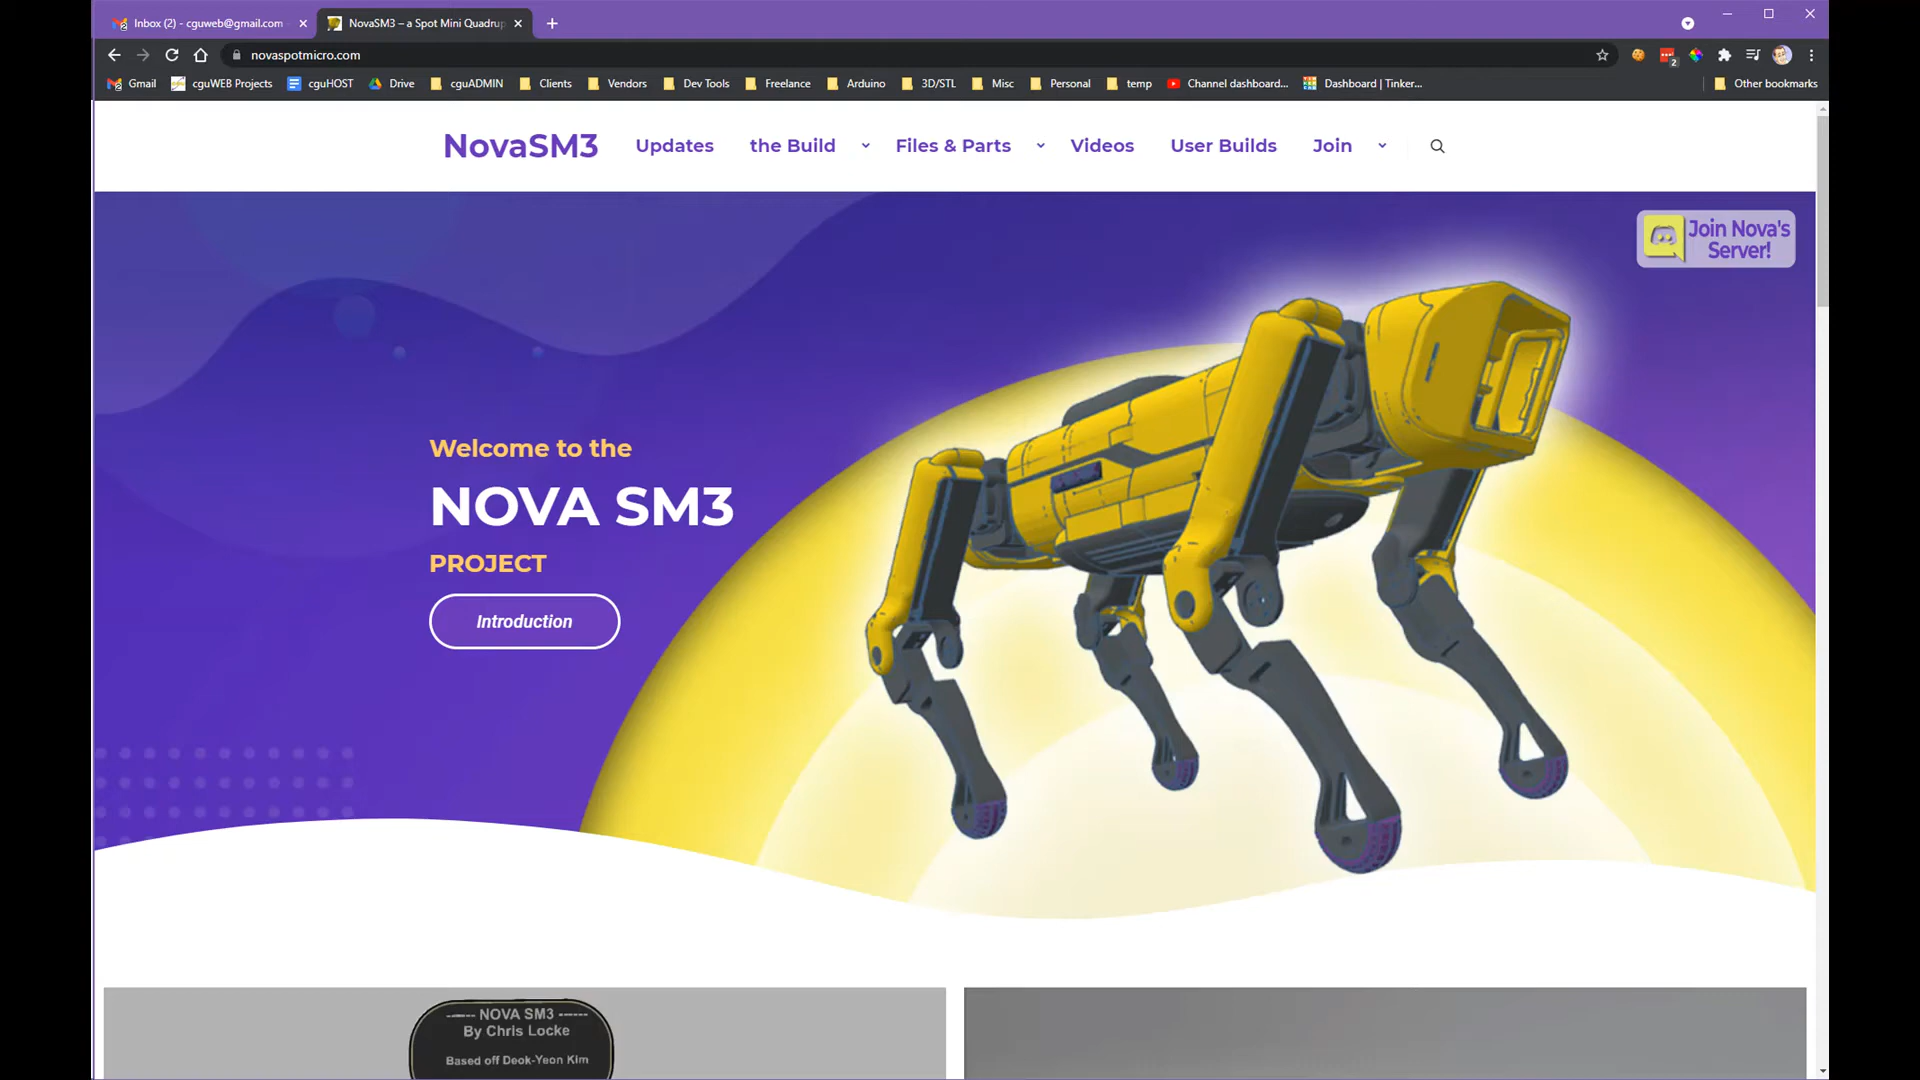 Inbox (2) - cguweb@gmail.com
NovaSM3 – a Spot Mini Quadrup
novaspotmicro.com
2
Gmail
cguWEB Projects
cguHOST
Drive
cguADMIN
Clients
Vendors
Dev Tools
Freelance
Arduino
3D/STL
Misc
Personal
temp
Channel dashboard...
Dashboard | Tinker...
Other bookmarks
NovaSM3
Updates
the Build
Files & Parts
Videos
User Builds
Join
Join Nova's
Server!
Welcome to the
NOVA SM3
PROJECT
Introduction
----- NOVA SM3 ------
By Chris Locke
Based off Deok-Yeon Kim